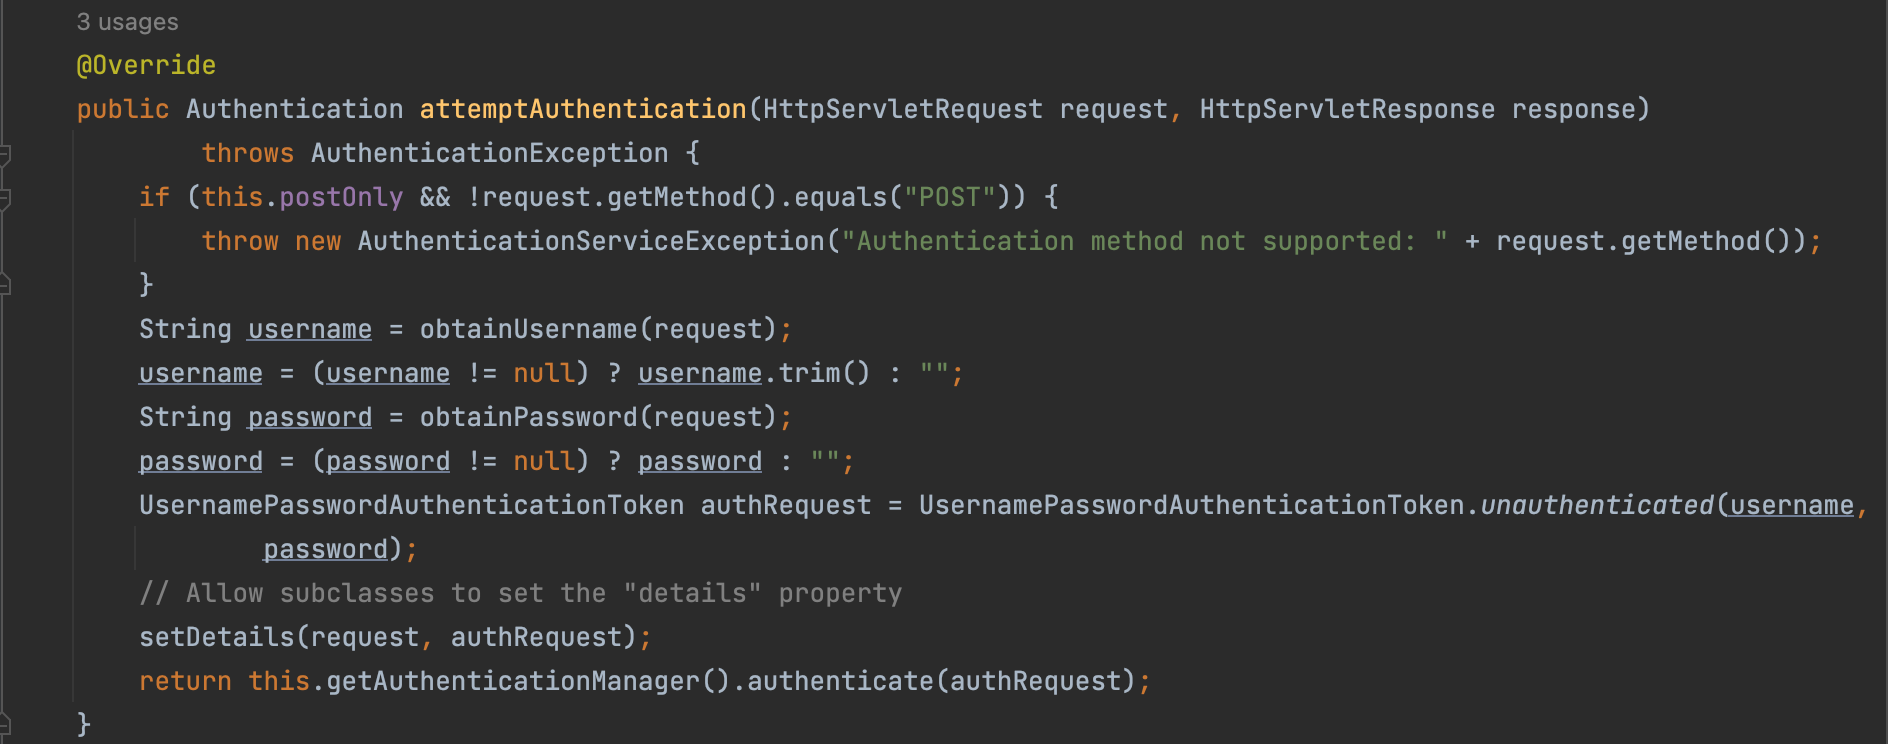 3 usages
@Override
public Authentication attemptAuthentication(HttpServletRequest request, HttpServletResponse response)
throws AuthenticationException {
if (this.postOnly && !request.getMethod().equals("POST")) {
throw new AuthenticationServiceException("Authentication method not supported: " + request.getMethod());
}
String username = obtainUsername(request);
username = (username != null) ? username.trim() : "";
String password = obtainPassword(request);
password = (password != null) ? password : "";
UsernamePasswordAuthenticationToken authRequest = UsernamePasswordAuthenticationToken.unauthenticated(username,
password);
// Allow subclasses to set the "details" property
setDetails(request, authRequest);
return this.getAuthenticationManager().authenticate(authRequest);
}